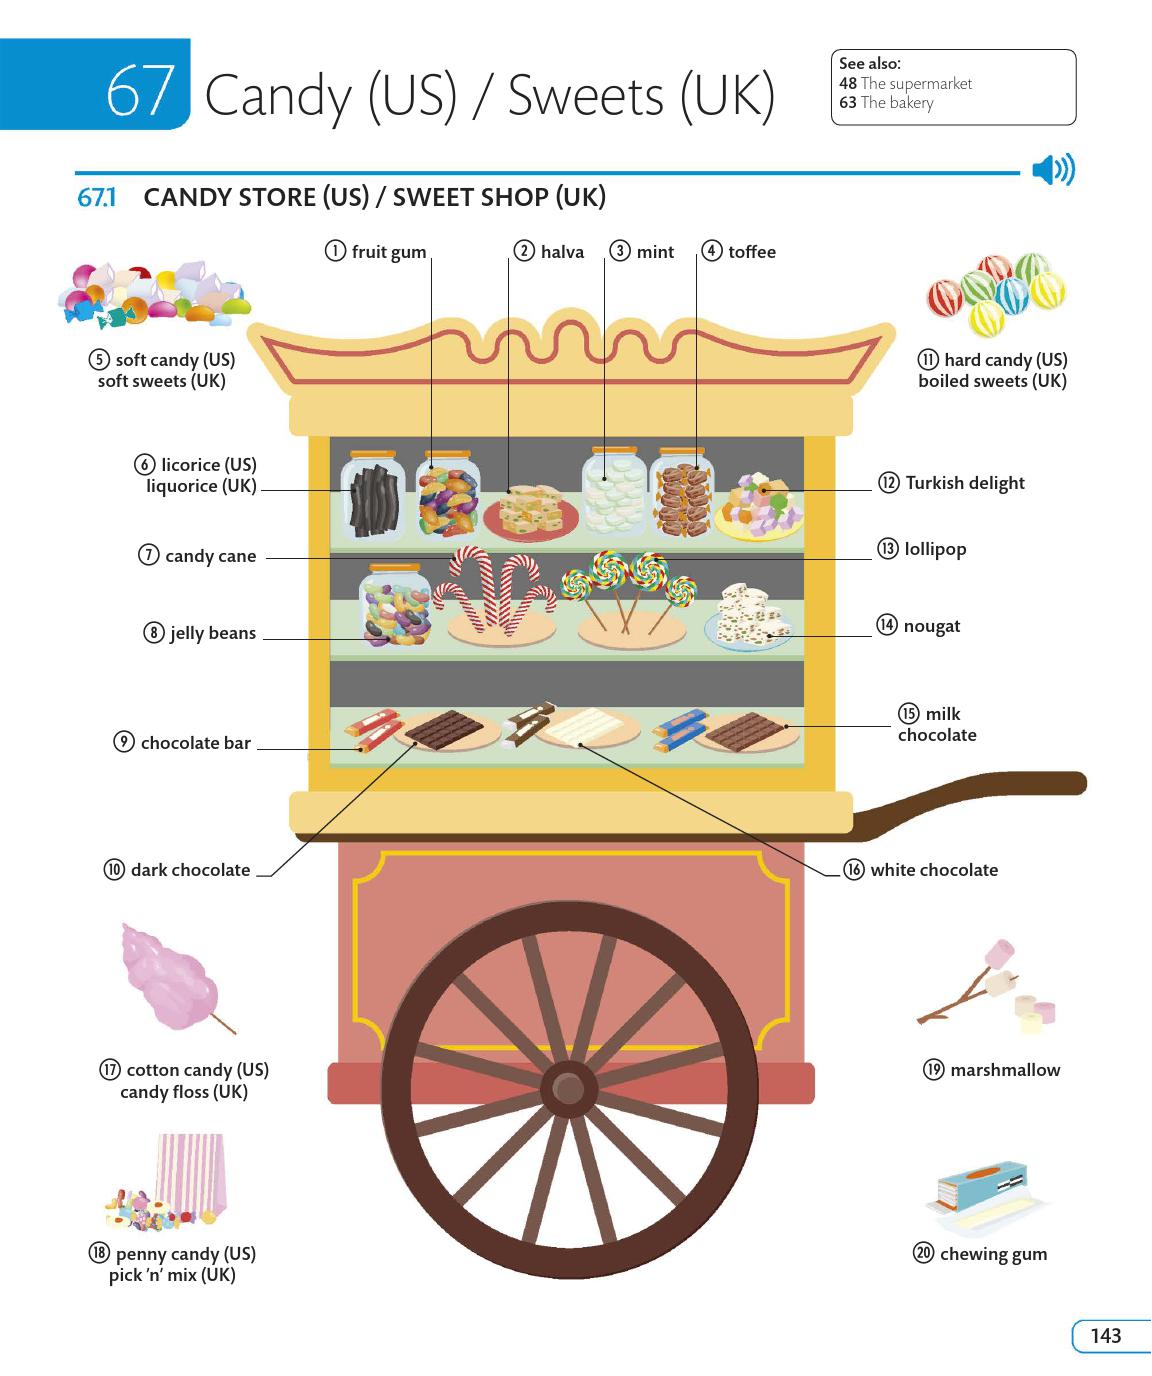 67
Candy (US) / Sweets (UK)
See also:
48 The supermarket
63 The bakery
67.1 CANDY STORE (US) / SWEET SHOP (UK)
1 fruit gum
2 halva
3 mint
4 toffee
5 soft candy (US)
soft sweets (UK)
6 licorice (US)
liquorice (UK)
7 candy cane
8 jelly beans
9 chocolate bar
10 dark chocolate
11 hard candy (US)
boiled sweets (UK)
12 Turkish delight
13 lollipop
14 nougat
15 milk
chocolate
16 white chocolate
17 cotton candy (US)
candy floss (UK)
18 penny candy (US)
pick 'n' mix (UK)
19 marshmallow
20 chewing gum
143